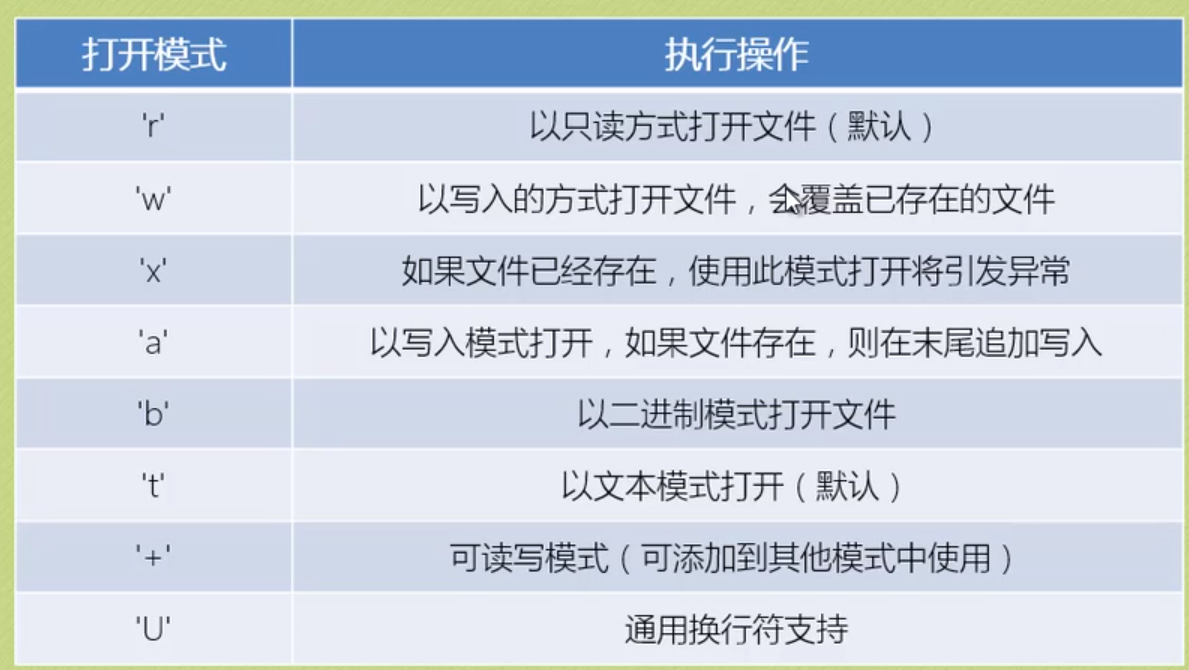 打开模式 执行操作
'r' 以只读方式打开文件（默认）
'w' 以写入的方式打开文件，会覆盖已存在的文件
'x' 如果文件已经存在，使用此模式打开将引发异常
'a' 以写入模式打开，如果文件存在，则在末尾追加写入
'b' 以二进制模式打开文件
't' 以文本模式打开（默认）
'+' 可读写模式（可添加到其他模式中使用）
'U' 通用换行符支持